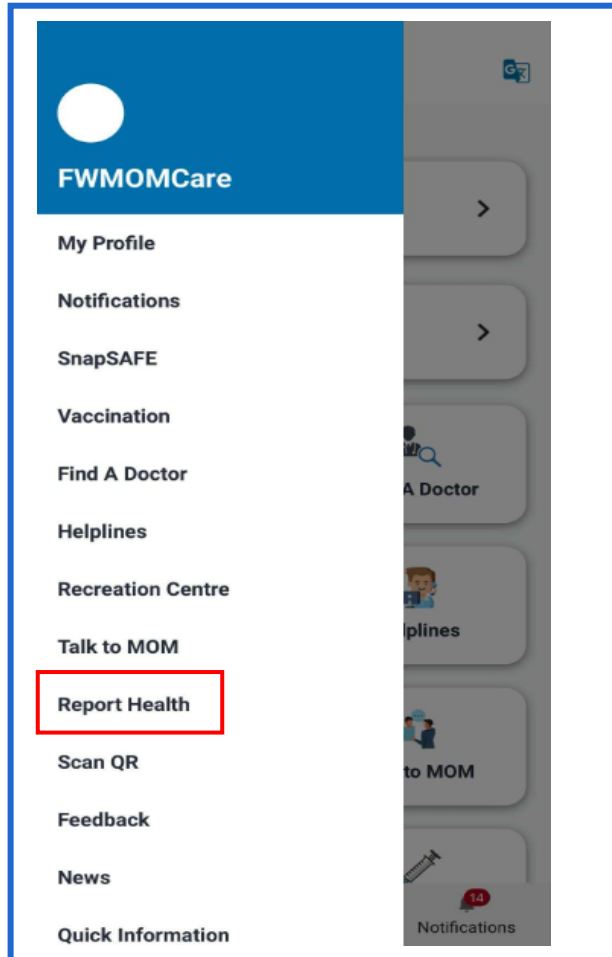 FWMOMCare
My Profile
Notifications
SnapSAFE
Vaccination
Find A Doctor
Helplines
Recreation Centre
Talk to MOM
Report Health
Scan QR
Feedback
News
Quick Information
G
A Doctor
to MOM
14
Notifications